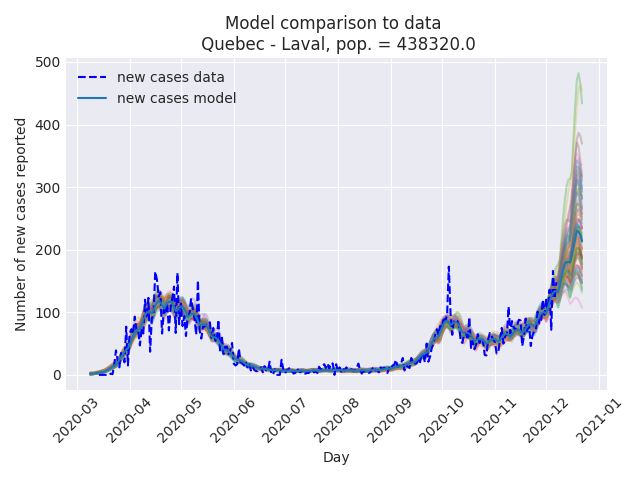 Model comparison to data
Quebec - Laval, pop. = 438320.0
new cases data
new cases model
Number of new cases reported
500
400
300
200
100
0
2020-03
2020-04
2020-05
2020-06
2020-07
2020-08
2020-09
2020-10
2020-11
2020-12
2021-01
Day